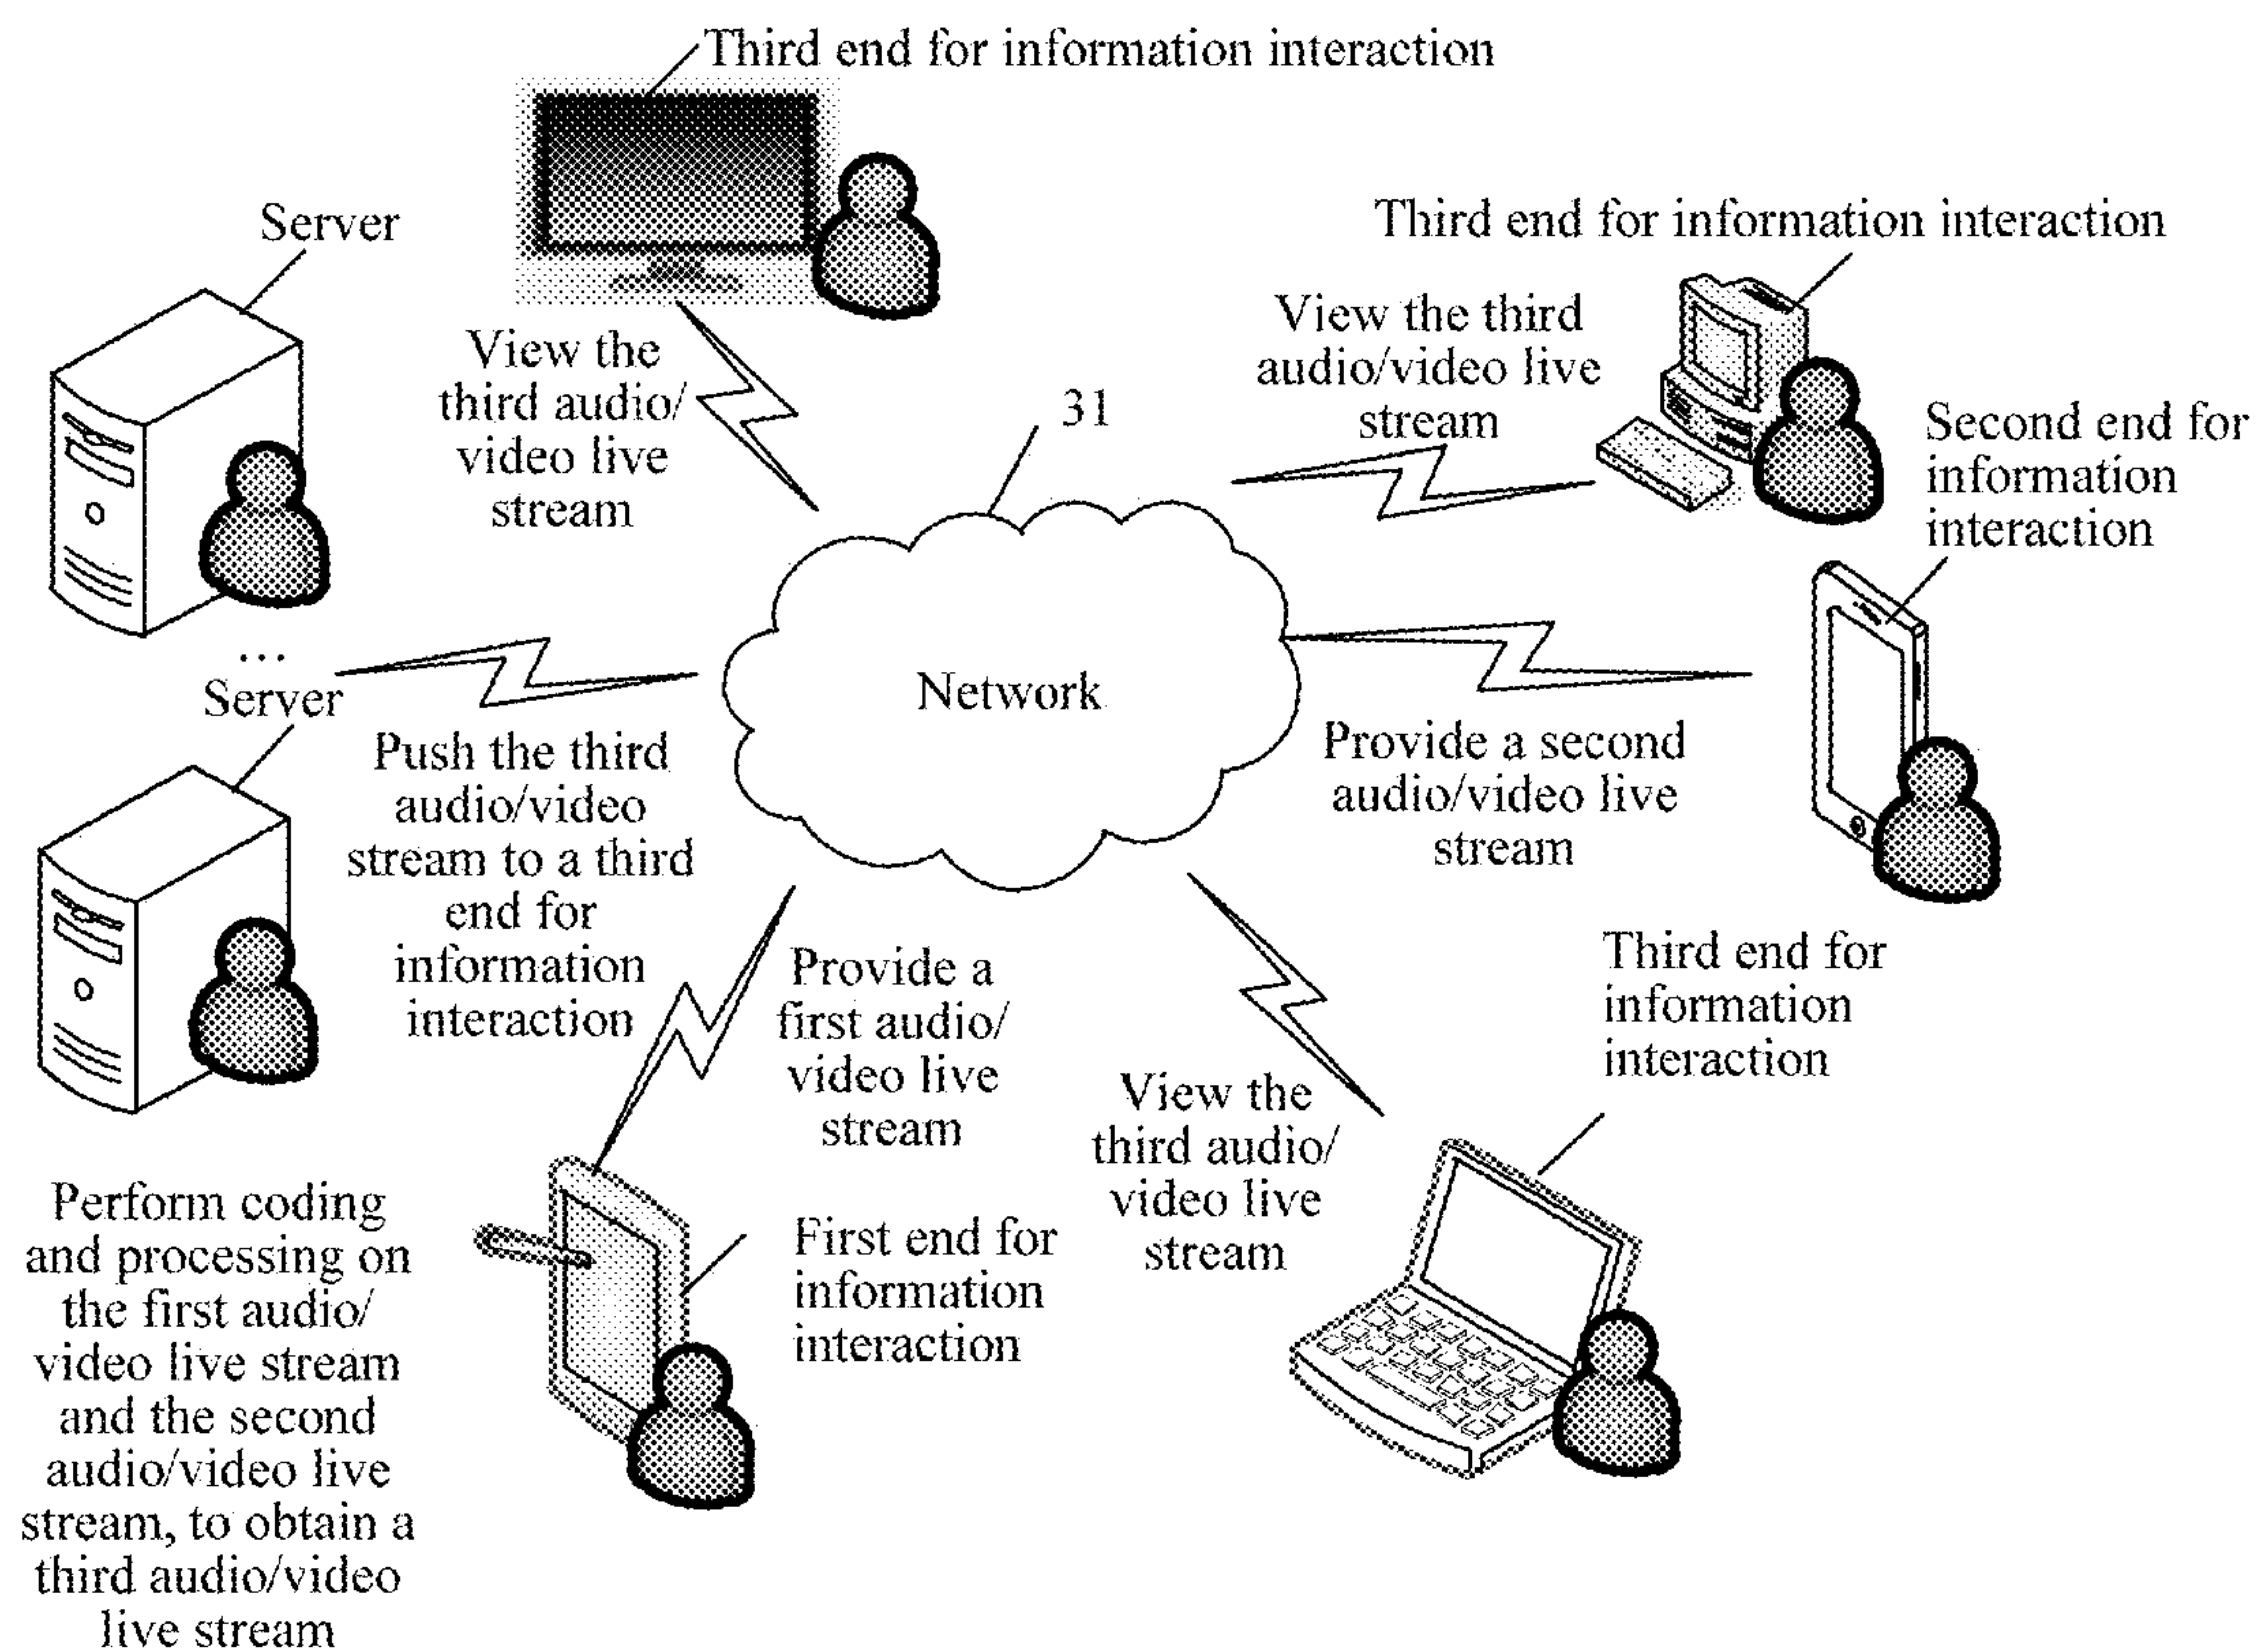 Third end for information interaction
Server
Third end for information interaction
View the
third audio/
video live
stream
View the third
audio/video live
stream
31
Second end for
information
interaction
...
Server
Network
Push the third
audio/video
stream to a third
end for
information
interaction
Provide a second
audio/video live
stream
Provide a
first audio/
video live
stream
Third end for
information
interaction
View the
third audio/
video live
stream
First end for
information
interaction
Perform coding
and processing on
the first audio/
video live stream
and the second
audio/video live
stream, to obtain a
third audio/video
live stream